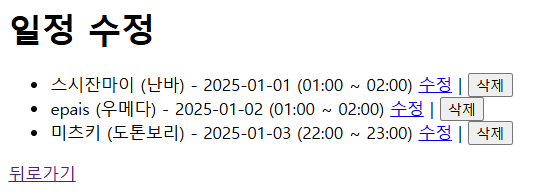 일정 수정
스시잔마이 (난바) - 2025-01-01 (01:00 ~ 02:00) 수정 | 삭제
epais (우메다) - 2025-01-02 (01:00 ~ 02:00) 수정 | 삭제
미츠키 (도톤보리) - 2025-01-03 (22:00 ~ 23:00) 수정 | 삭제
뒤로가기